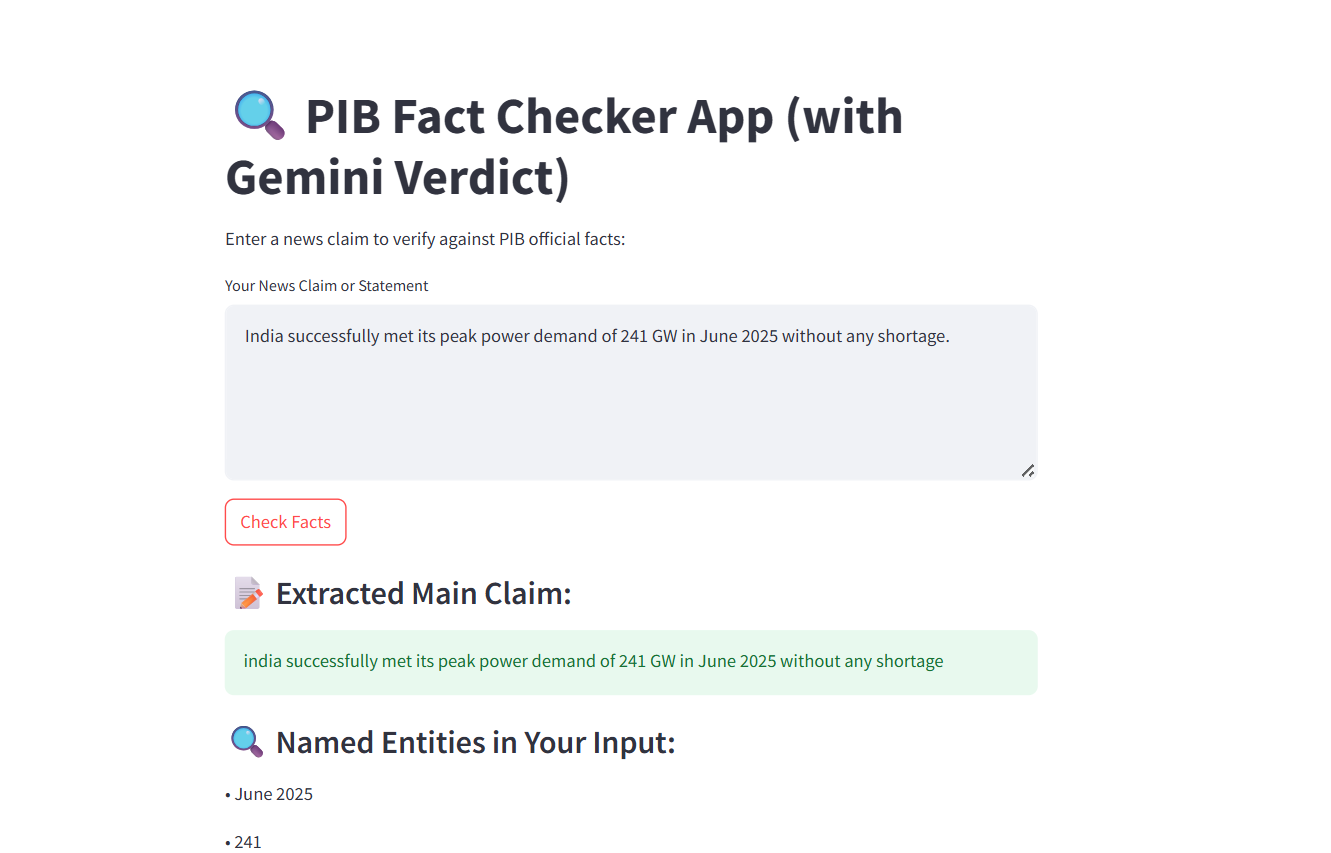 PIB Fact Checker App (with
Gemini Verdict)
Enter a news claim to verify against PIB official facts:
Your News Claim or Statement
India successfully met its peak power demand of 241 GW in June 2025 without any shortage.
Check Facts
Extracted Main Claim:
india successfully met its peak power demand of 241 GW in June 2025 without any shortage
Named Entities in Your Input:
• June 2025
• 241